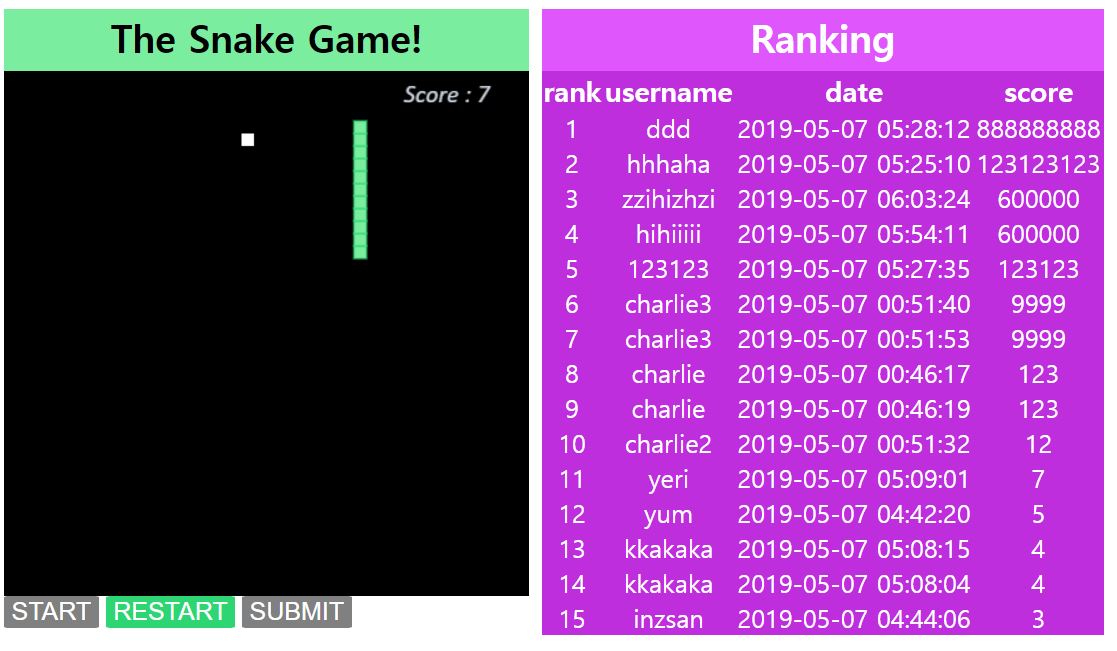 The Snake Game!
Score : 7
START RESTART SUBMIT
Ranking
rank username date score
1 ddd 2019-05-07 05:28:12 888888888
2 hhhaha 2019-05-07 05:25:10 123123123
3 zzihizhzi 2019-05-07 06:03:24 600000
4 hihiiiii 2019-05-07 05:54:11 600000
5 123123 2019-05-07 05:27:35 123123
6 charlie3 2019-05-07 00:51:40 9999
7 charlie3 2019-05-07 00:51:53 9999
8 charlie 2019-05-07 00:46:17 123
9 charlie 2019-05-07 00:46:19 123
10 charlie2 2019-05-07 00:51:32 12
11 yeri 2019-05-07 05:09:01 7
12 yum 2019-05-07 04:42:20 5
13 kkakaka 2019-05-07 05:08:15 4
14 kkakaka 2019-05-07 05:08:04 4
15 inzsan 2019-05-07 04:44:06 3